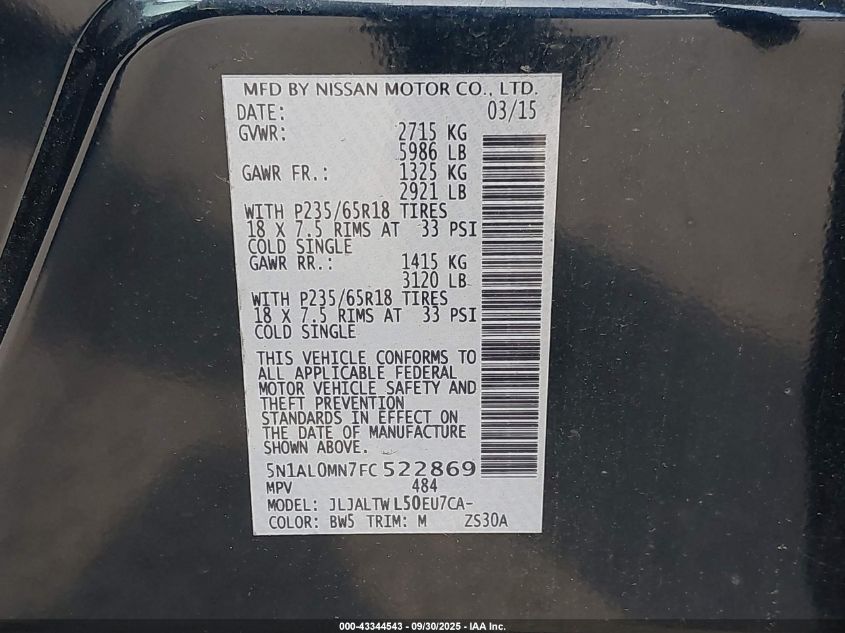 MFD BY NISSAN MOTOR CO., LTD.
DATE: 03/15
GVWR: 2715 KG
5986 LB
GAWR FR.: 1325 KG
2921 LB
WITH P235/65R18 TIRES
18 X 7.5 RIMS AT 33 PSI
COLD SINGLE
GAWR RR.: 1415 KG
3120 LB
WITH P235/65R18 TIRES
18 X 7.5 RIMS AT 33 PSI
COLD SINGLE
THIS VEHICLE CONFORMS TO
ALL APPLICABLE FEDERAL
MOTOR VEHICLE SAFETY AND
THEFT PREVENTION
STANDARDS IN EFFECT ON
THE DATE OF MANUFACTURE
SHOWN ABOVE.
5N1AL0MN7FC522869
MPV 484
MODEL: JLJALTWL50EU7CA-
COLOR: BW5 TRIM: M ZS30A
000-43344543 - 09/30/2025 - IAA Inc.